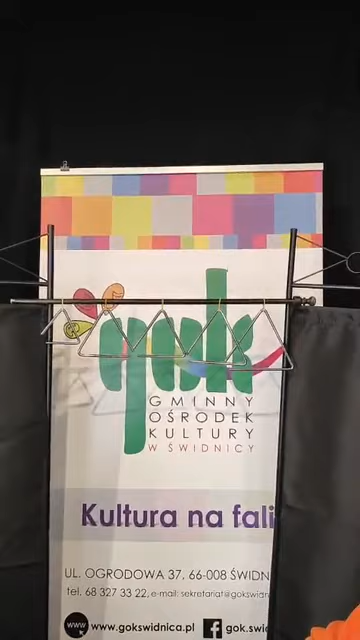 gok
GMINNY
OŚRODEK
KULTURY
W ŚWIDNICY
Kultura na fali
UL. OGRODOWA 37, 66-008 ŚWIDN
tel. 68 327 33 22, e-mail: sekretariat@gokswidn
www www.gokswidnica.pl f gok.swid